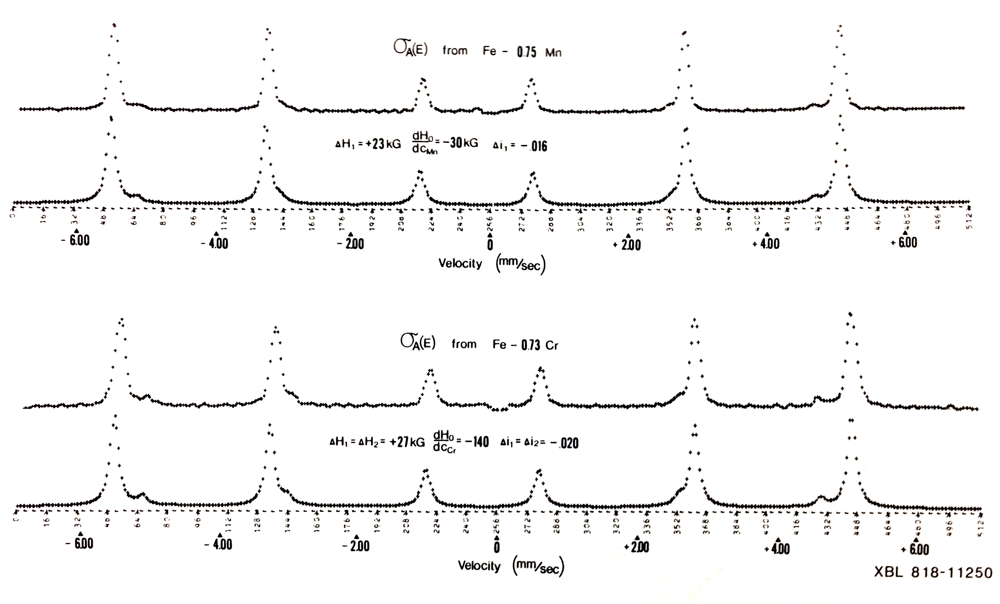 σA(E) from Fe - 0.75 Mn
ΔH₁ = +23 kG dH₀/dcMn = -30 kG Δi₁ = -.016
0 16 32 48 64 80 96 112 128 144 160 176 192 208 224 240 256 272 288 304 320 336 352 368 384 400 416 432 448 464 480 496 512
- 6.00 - 4.00 - 2.00 0 + 2.00 + 4.00 + 6.00
Velocity (mm/sec)
σA(E) from Fe - 0.73 Cr
ΔH₁ = ΔH₂ = +27 kG dH₀/dcCr = -140 Δi₁ = Δi₂ = -.020
0 16 32 48 64 80 96 112 128 144 160 176 192 208 224 240 256 272 288 304 320 336 352 368 384 400 416 432 448 464 480 496 512
- 6.00 - 4.00 - 2.00 0 + 2.00 + 4.00 + 6.00
Velocity (mm/sec)
XBL 818-11250